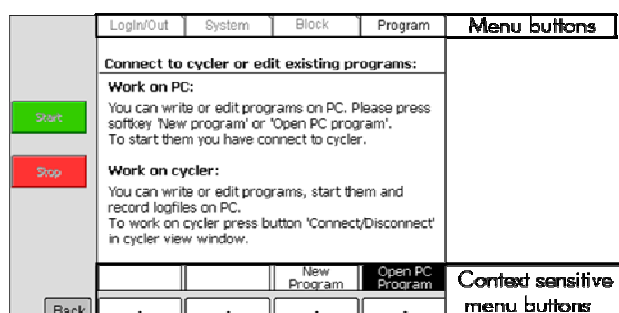 LogIn/Out System Block Program Menu buttons
Connect to cycler or edit existing programs:
Work on PC:
You can write or edit programs on PC. Please press
softkey 'New program' or 'Open PC program'.
To start them you have connect to cycler.
Start
Stop
Work on cycler:
You can write or edit programs, start them and
record logfiles on PC.
To work on cycler press button 'Connect/Disconnect'
in cycler view window.
New
Program
Open PC
Program
Context sensitive
menu buttons
Back